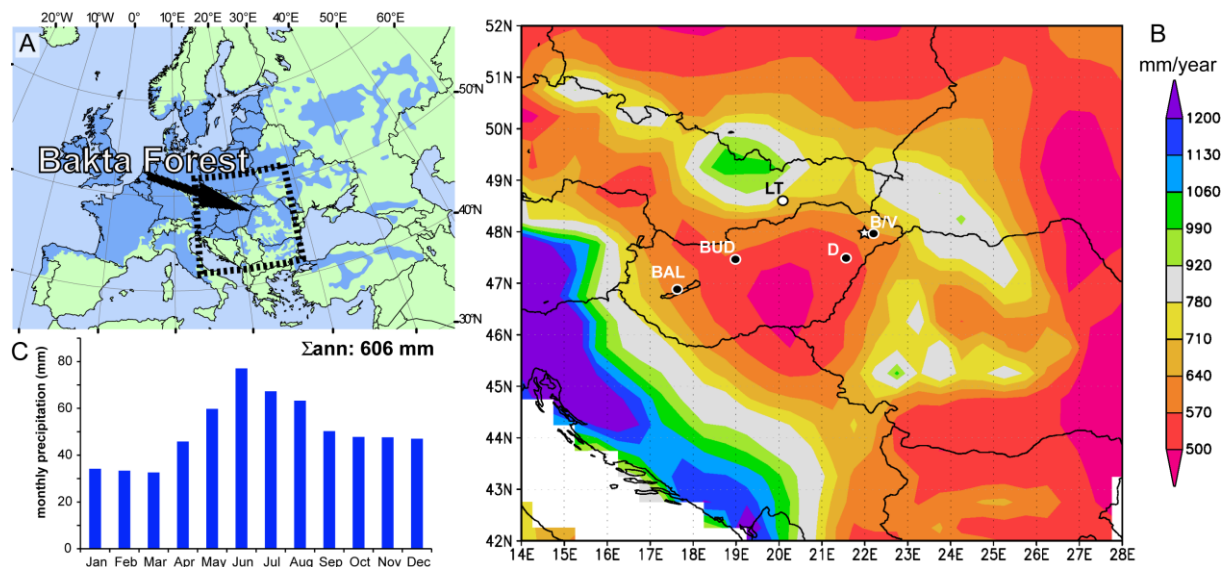 20°W 10°W 0° 10°E 20°E 30°E 40°E 60°E
A
50°N
Bakta Forest
40°N
30°N
C
Σann: 606 mm
monthly precipitation (mm)
80
60
40
20
0
Jan Feb Mar Apr May Jun Jul Aug Sep Oct Nov Dec
52N
51N
50N
49N
48N
47N
46N
45N
44N
43N
42N
14E 15E 16E 17E 18E 19E 20E 21E 22E 23E 24E 25E 26E 27E 28E
LT
B/V
BUD
D
BAL
B
mm/year
1200
1130
1060
990
920
780
710
640
570
500